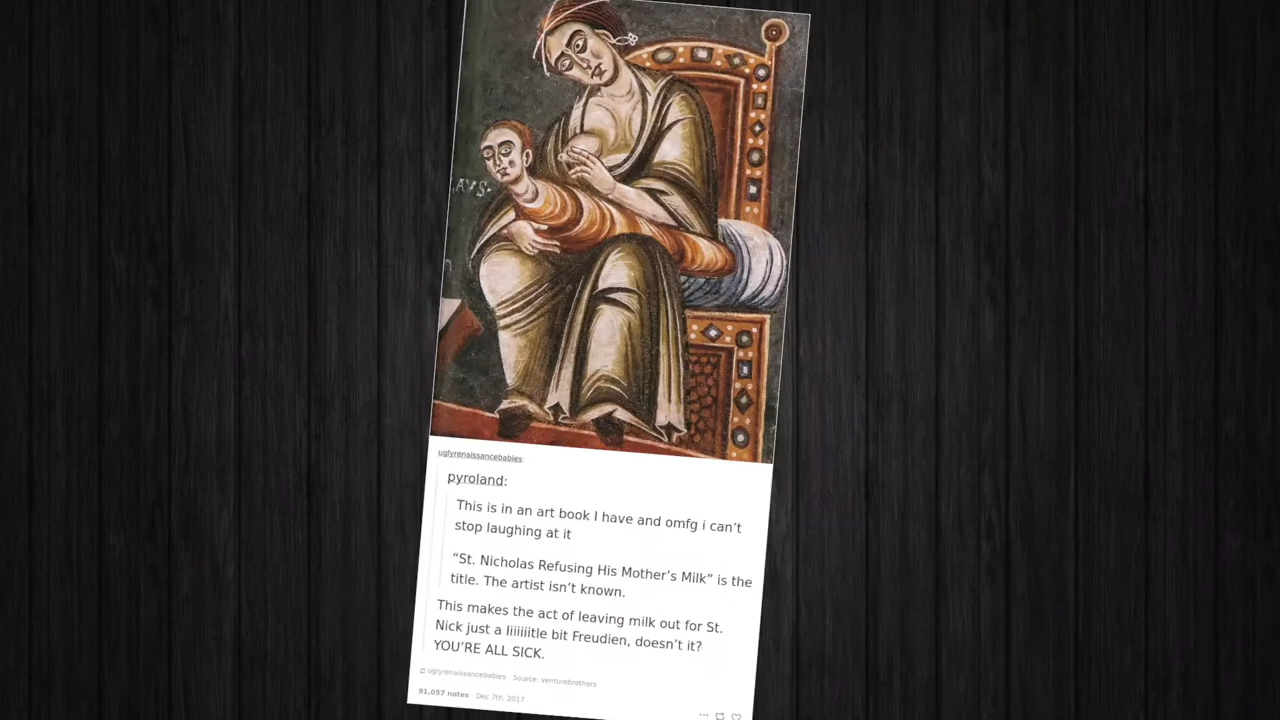 AVS
uglyrenaissancebabies:
pyroland:
This is in an art book I have and omfg i can't
stop laughing at it
“St. Nicholas Refusing His Mother’s Milk” is the
title. The artist isn’t known.
This makes the act of leaving milk out for St.
Nick just a liiiiiitle bit Freudien, doesn’t it?
YOU’RE ALL SICK.
uglyrenaissancebabies Source: venturebrothers
91,057 notes Dec 7th, 2017
...